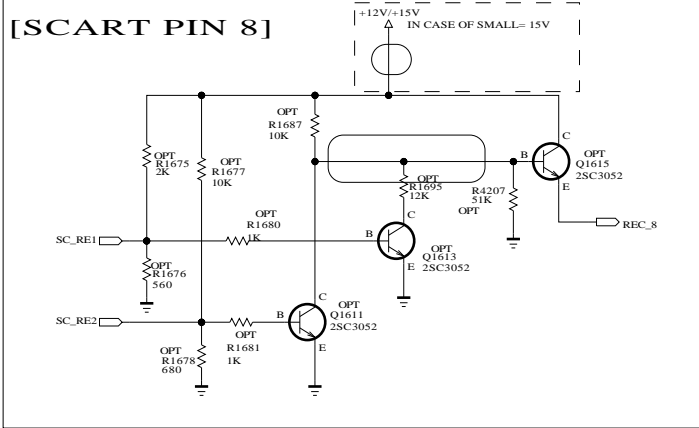 [SCART PIN 8]
+12V/+15V
IN CASE OF SMALL= 15V
OPT
R1687
10K
OPT
R1675
2K
OPT
R1677
10K
C
B
OPT
Q1615
2SC3052
E
OPT
R1695
12K
R4207
51K
OPT
REC_8
OPT
R1680
1K
C
SC_RE1
B
OPT
Q1613
2SC3052
E
OPT
R1676
560
C
OPT
Q1611
2SC3052
SC_RE2
B
E
OPT
R1681
1K
OPT
R1678
680